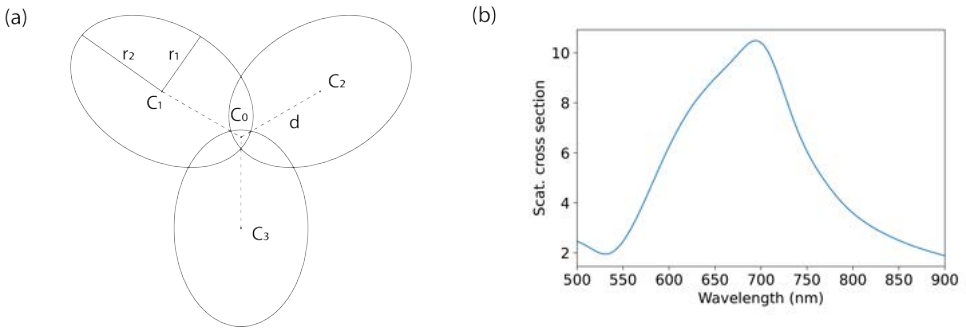 (a)
r₂
r₁
C₁
C₂
C₀
d
C₃
(b)
Scat. cross section
10
8
6
4
2
500 550 600 650 700 750 800 850 900
Wavelength (nm)